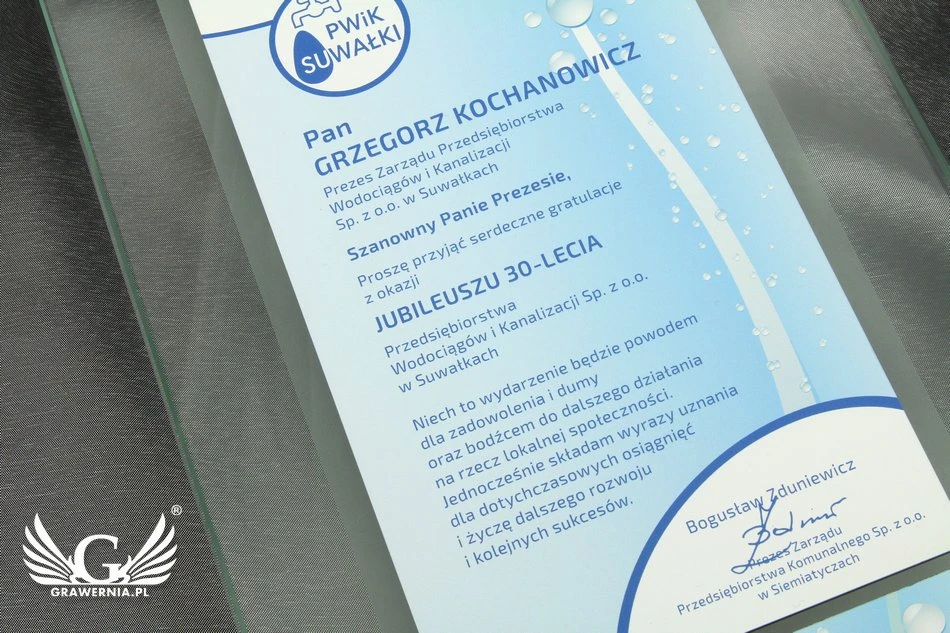 PWiK
SUWAŁKI
Pan
GRZEGORZ KOCHANOWICZ
Prezes Zarządu Przedsiębiorstwa
Wodociągów i Kanalizacji
Sp. z o.o. w Suwałkach
Szanowny Panie Prezesie,
Proszę przyjąć serdeczne gratulacje
z okazji
JUBILEUSZU 30-LECIA
Przedsiębiorstwa
Wodociągów i Kanalizacji Sp. z o.o.
w Suwałkach
Niech to wydarzenie będzie powodem
dla zadowolenia i dumy
oraz bodźcem do dalszego działania
na rzecz lokalnej społeczności.
Jednocześnie składam wyrazy uznania
dla dotychczasowych osiągnięć
i życzę dalszego rozwoju
i kolejnych sukcesów.
Bogusław Zduniewicz
Prezes Zarządu
Przedsiębiorstwa Komunalnego Sp. z o.o.
w Siemiatyczach
G ®
GRAWERNIA.PL